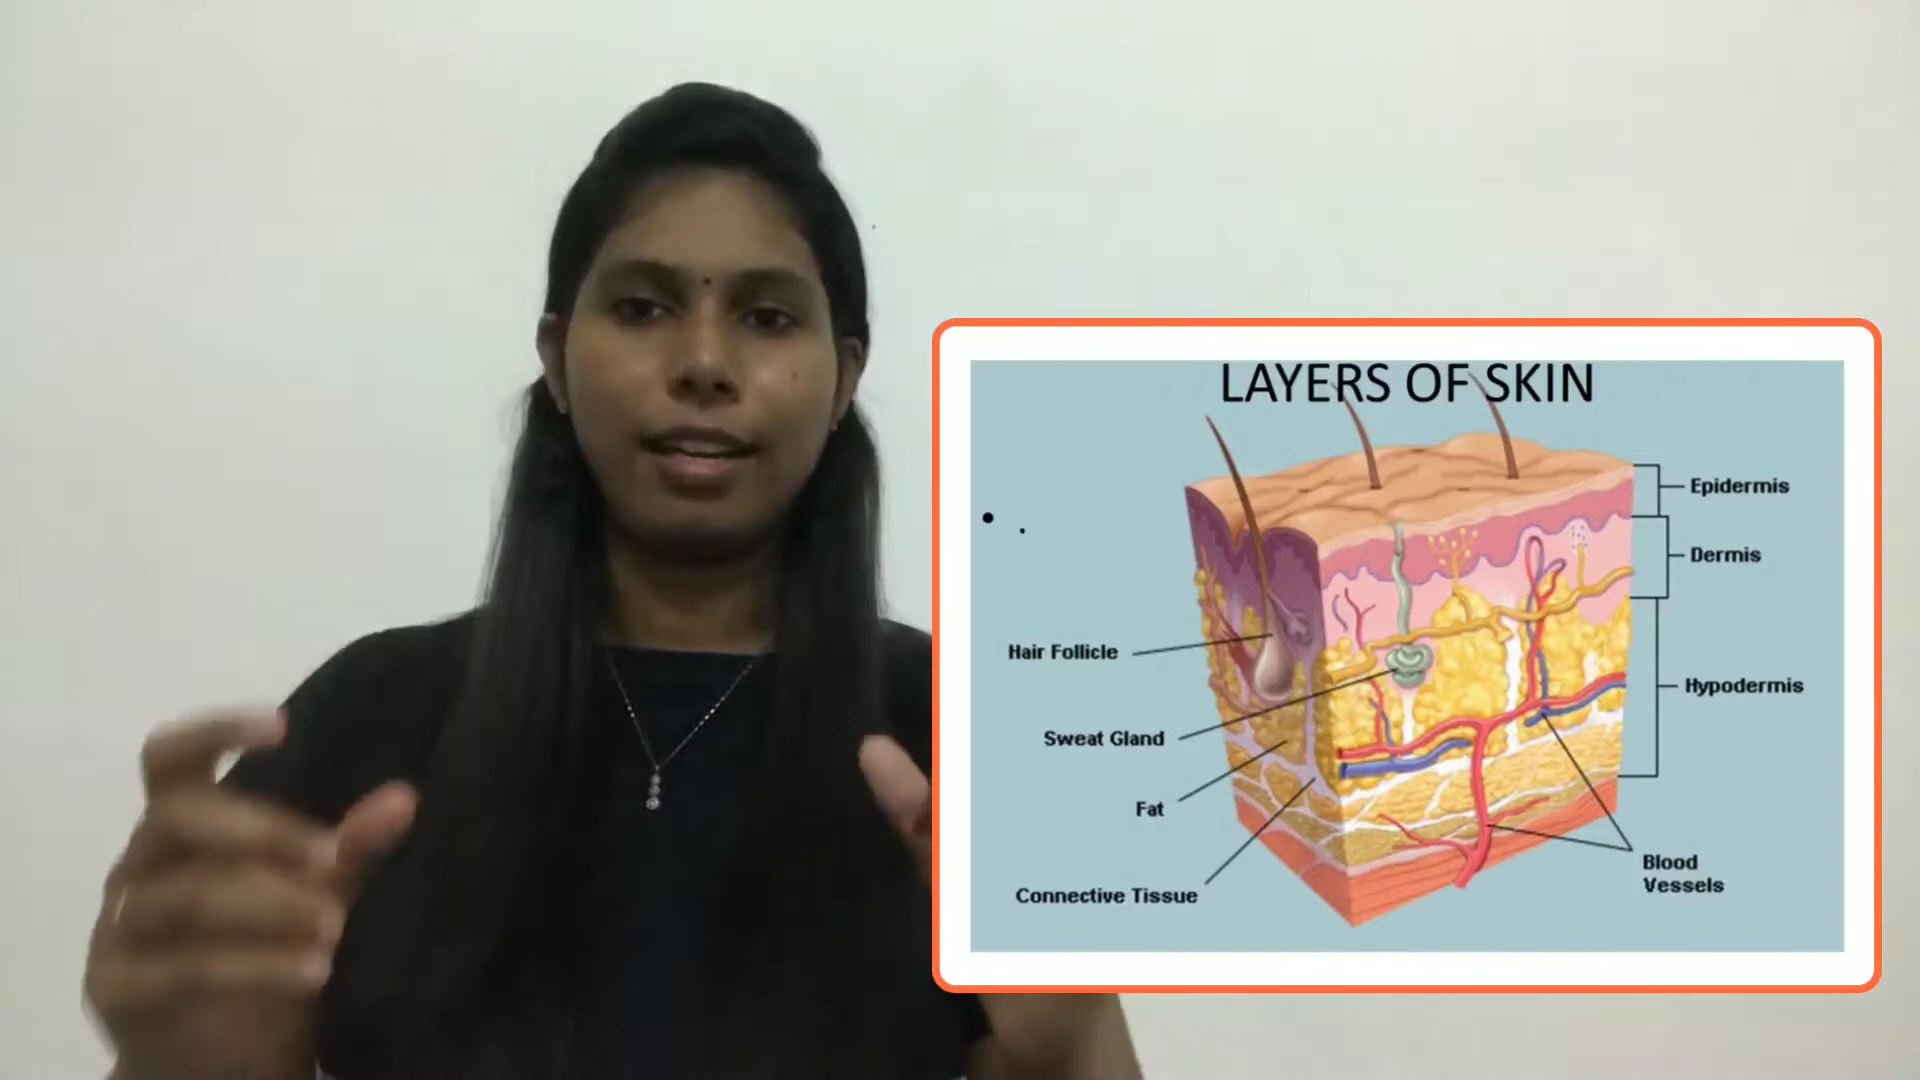 LAYERS OF SKIN
Epidermis
Dermis
Hair Follicle
Hypodermis
Sweat Gland
Fat
Blood
Vessels
Connective Tissue